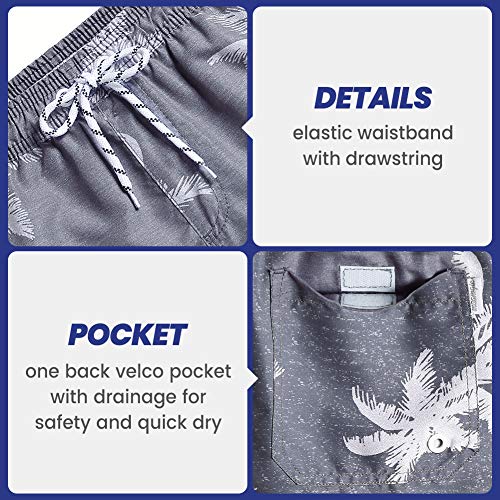 DETAILS
elastic waistband
with drawstring
POCKET
one back velco pocket
with drainage for
safety and quick dry